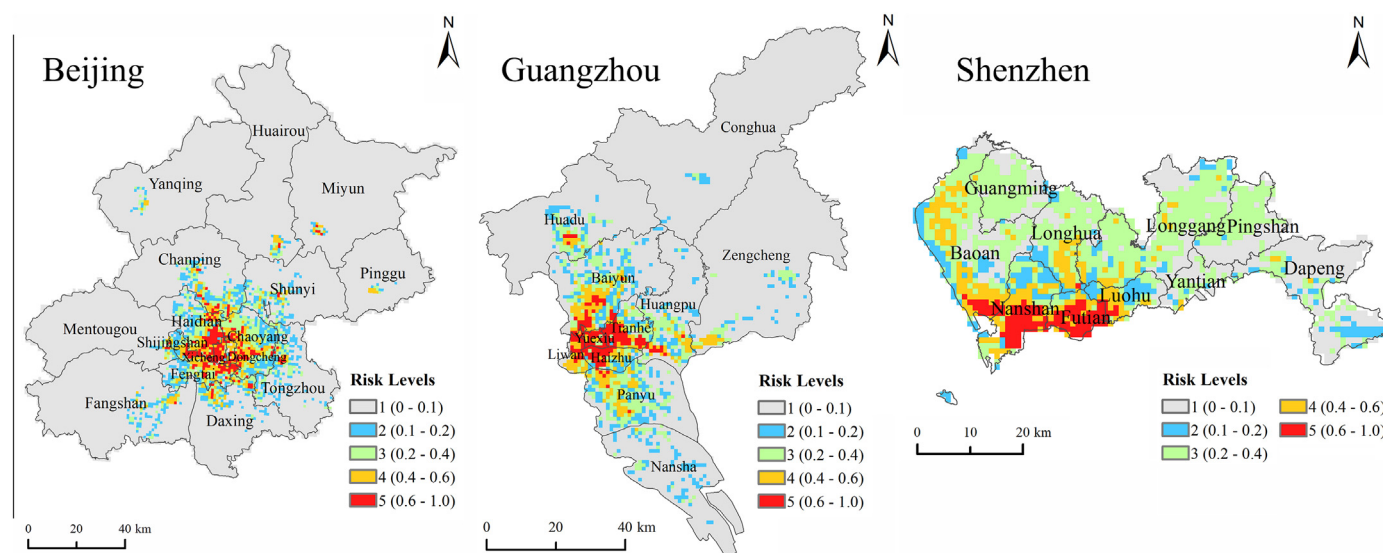 N
Beijing
Huairou
Yanqing
Miyun
Chanping
Pinggu
Shunyi
Mentougou
Haidian
Shijingshan
Chaoyang
Xicheng
Dongcheng
Fengtai
Tongzhou
Fangshan
Daxing
Risk Levels
1 (0 - 0.1)
2 (0.1 - 0.2)
3 (0.2 - 0.4)
4 (0.4 - 0.6)
5 (0.6 - 1.0)
0 20 40 km
N
Guangzhou
Conghua
Huadu
Zengcheng
Baiyun
Huangpu
Tianhe
Yuexiu
Liwan
Haizhu
Panyu
Nansha
Risk Levels
1 (0 - 0.1)
2 (0.1 - 0.2)
3 (0.2 - 0.4)
4 (0.4 - 0.6)
5 (0.6 - 1.0)
0 20 40 km
N
Shenzhen
Guangming
Longhua
Longgang
Pingshan
Baoan
Dapeng
Yantian
Luohu
Nanshan
Futian
Risk Levels
1 (0 - 0.1) 4 (0.4 - 0.6)
2 (0.1 - 0.2) 5 (0.6 - 1.0)
3 (0.2 - 0.4)
0 10 20 km